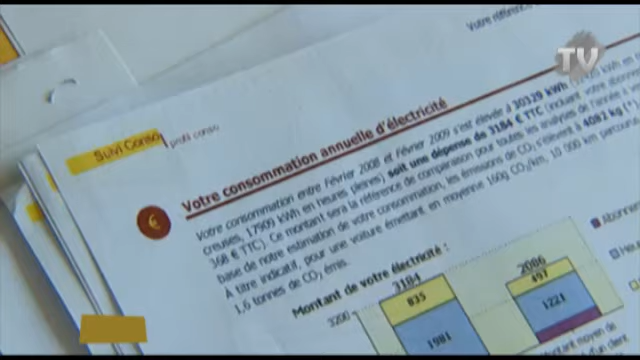 Votre référence
TV
Suivi Conso
profil conso
Votre consommation annuelle d'électricité
Votre consommation entre Février 2008 et Février 2009 s'est élevée à 30329 kWh
creuses, 17909 kWh en heures pleines) soit une dépense de 3184 € TTC (incluant votre abonnement
368 € TTC). Ce montant sera la référence de comparaison pour toutes les analyses de l'année à
base de notre estimation de votre consommation, les émissions de CO₂ s'élèvent à 4082 kg
À titre indicatif, pour une voiture émettant en moyenne 160g CO₂/km, 10 000 km
1,6 tonnes de CO₂ émis.
€
Montant de votre électricité :
3184
2086
3200
835
497
1981
1221